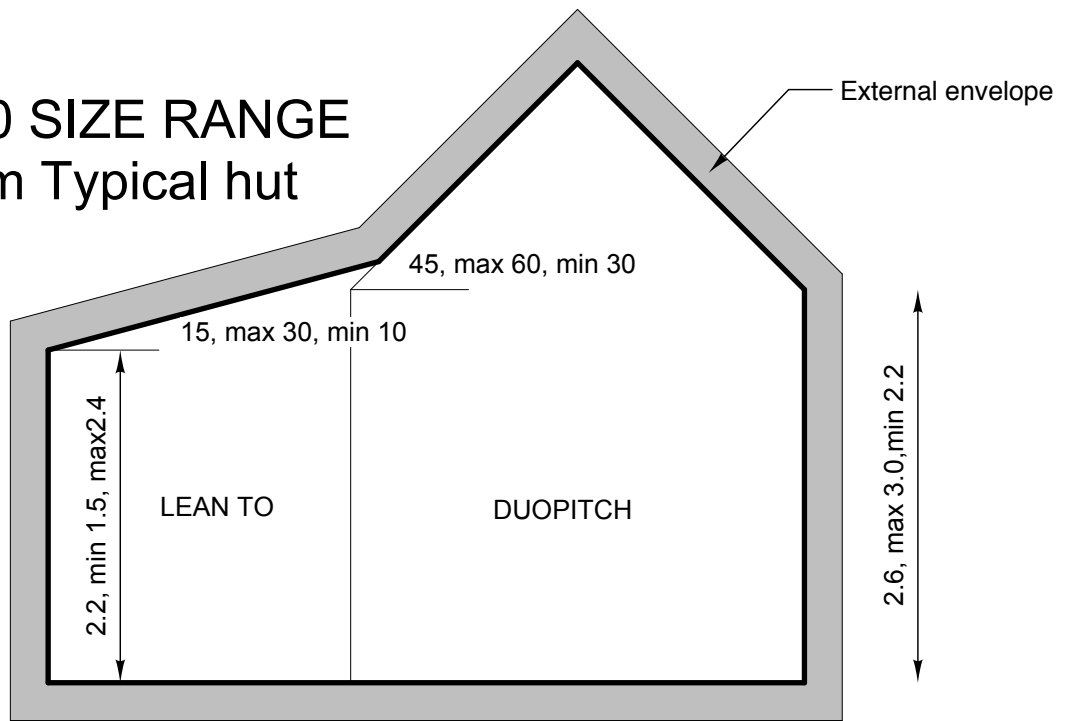 0 SIZE RANGE
m Typical hut
External envelope
45, max 60, min 30
15, max 30, min 10
2.2, min 1.5, max2.4
LEAN TO
DUOPITCH
2.6, max 3.0,min 2.2